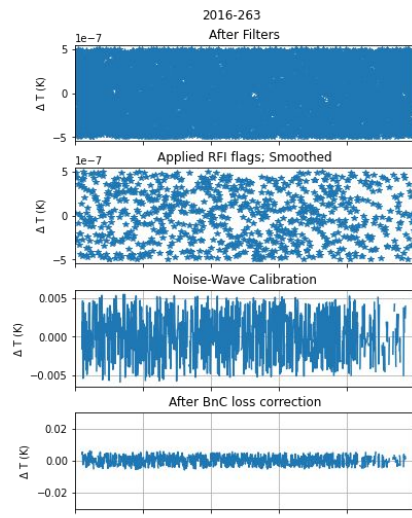 2016-263
After Filters
1e-7
5
0
-5
Δ T (K)
Applied RFI flags; Smoothed
1e-7
5
0
-5
Δ T (K)
Noise-Wave Calibration
0.005
0.000
-0.005
Δ T (K)
After BnC loss correction
0.02
0.00
-0.02
Δ T (K)